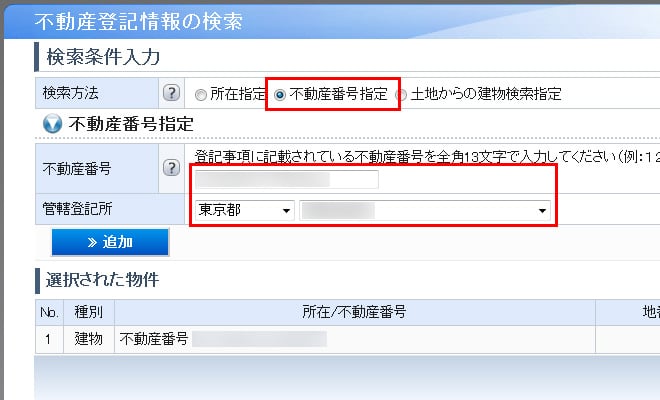 不動産登記情報の検索
検索条件入力
検索方法 ? 所在指定 不動産番号指定 土地からの建物検索指定
不動産番号指定
不動産番号 ? 登記事項に記載されている不動産番号を全角13文字で入力してください(例:12
管轄登記所 東京都
» 追加
選択された物件
No. 種別 所在/不動産番号 地番
1 建物 不動産番号